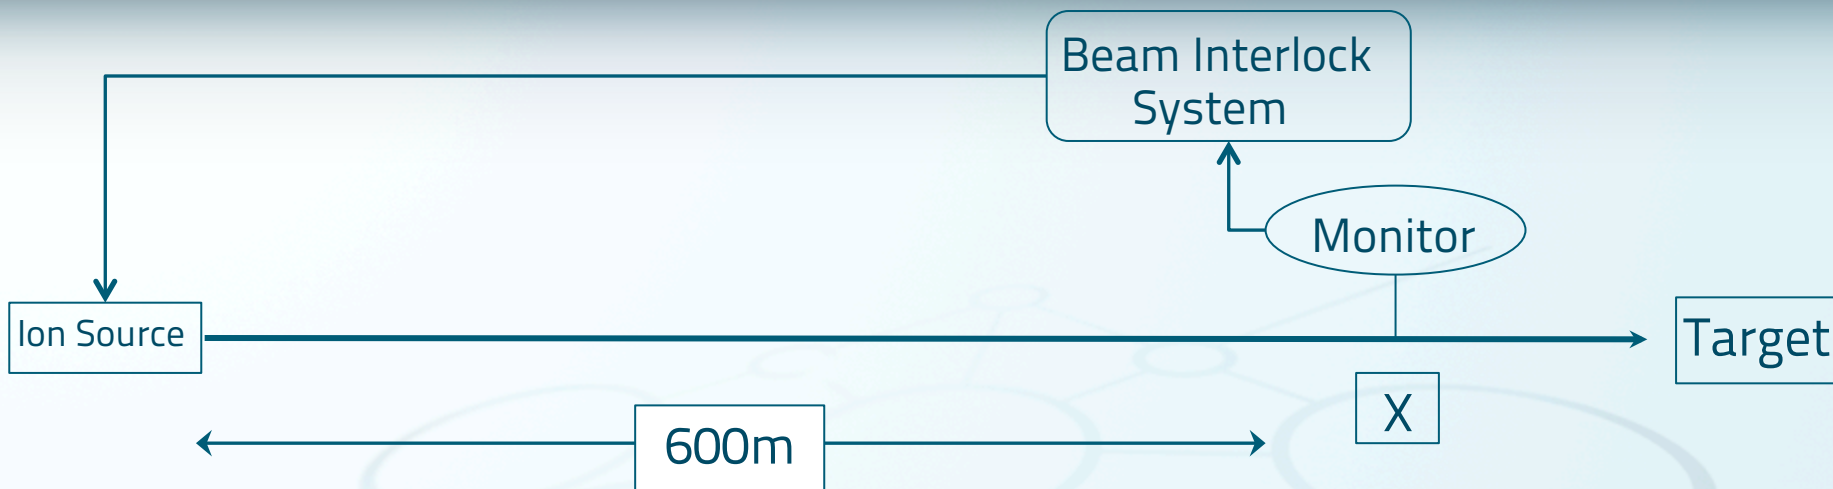 Beam Interlock
System
Monitor
Ion Source
Target
X
600m